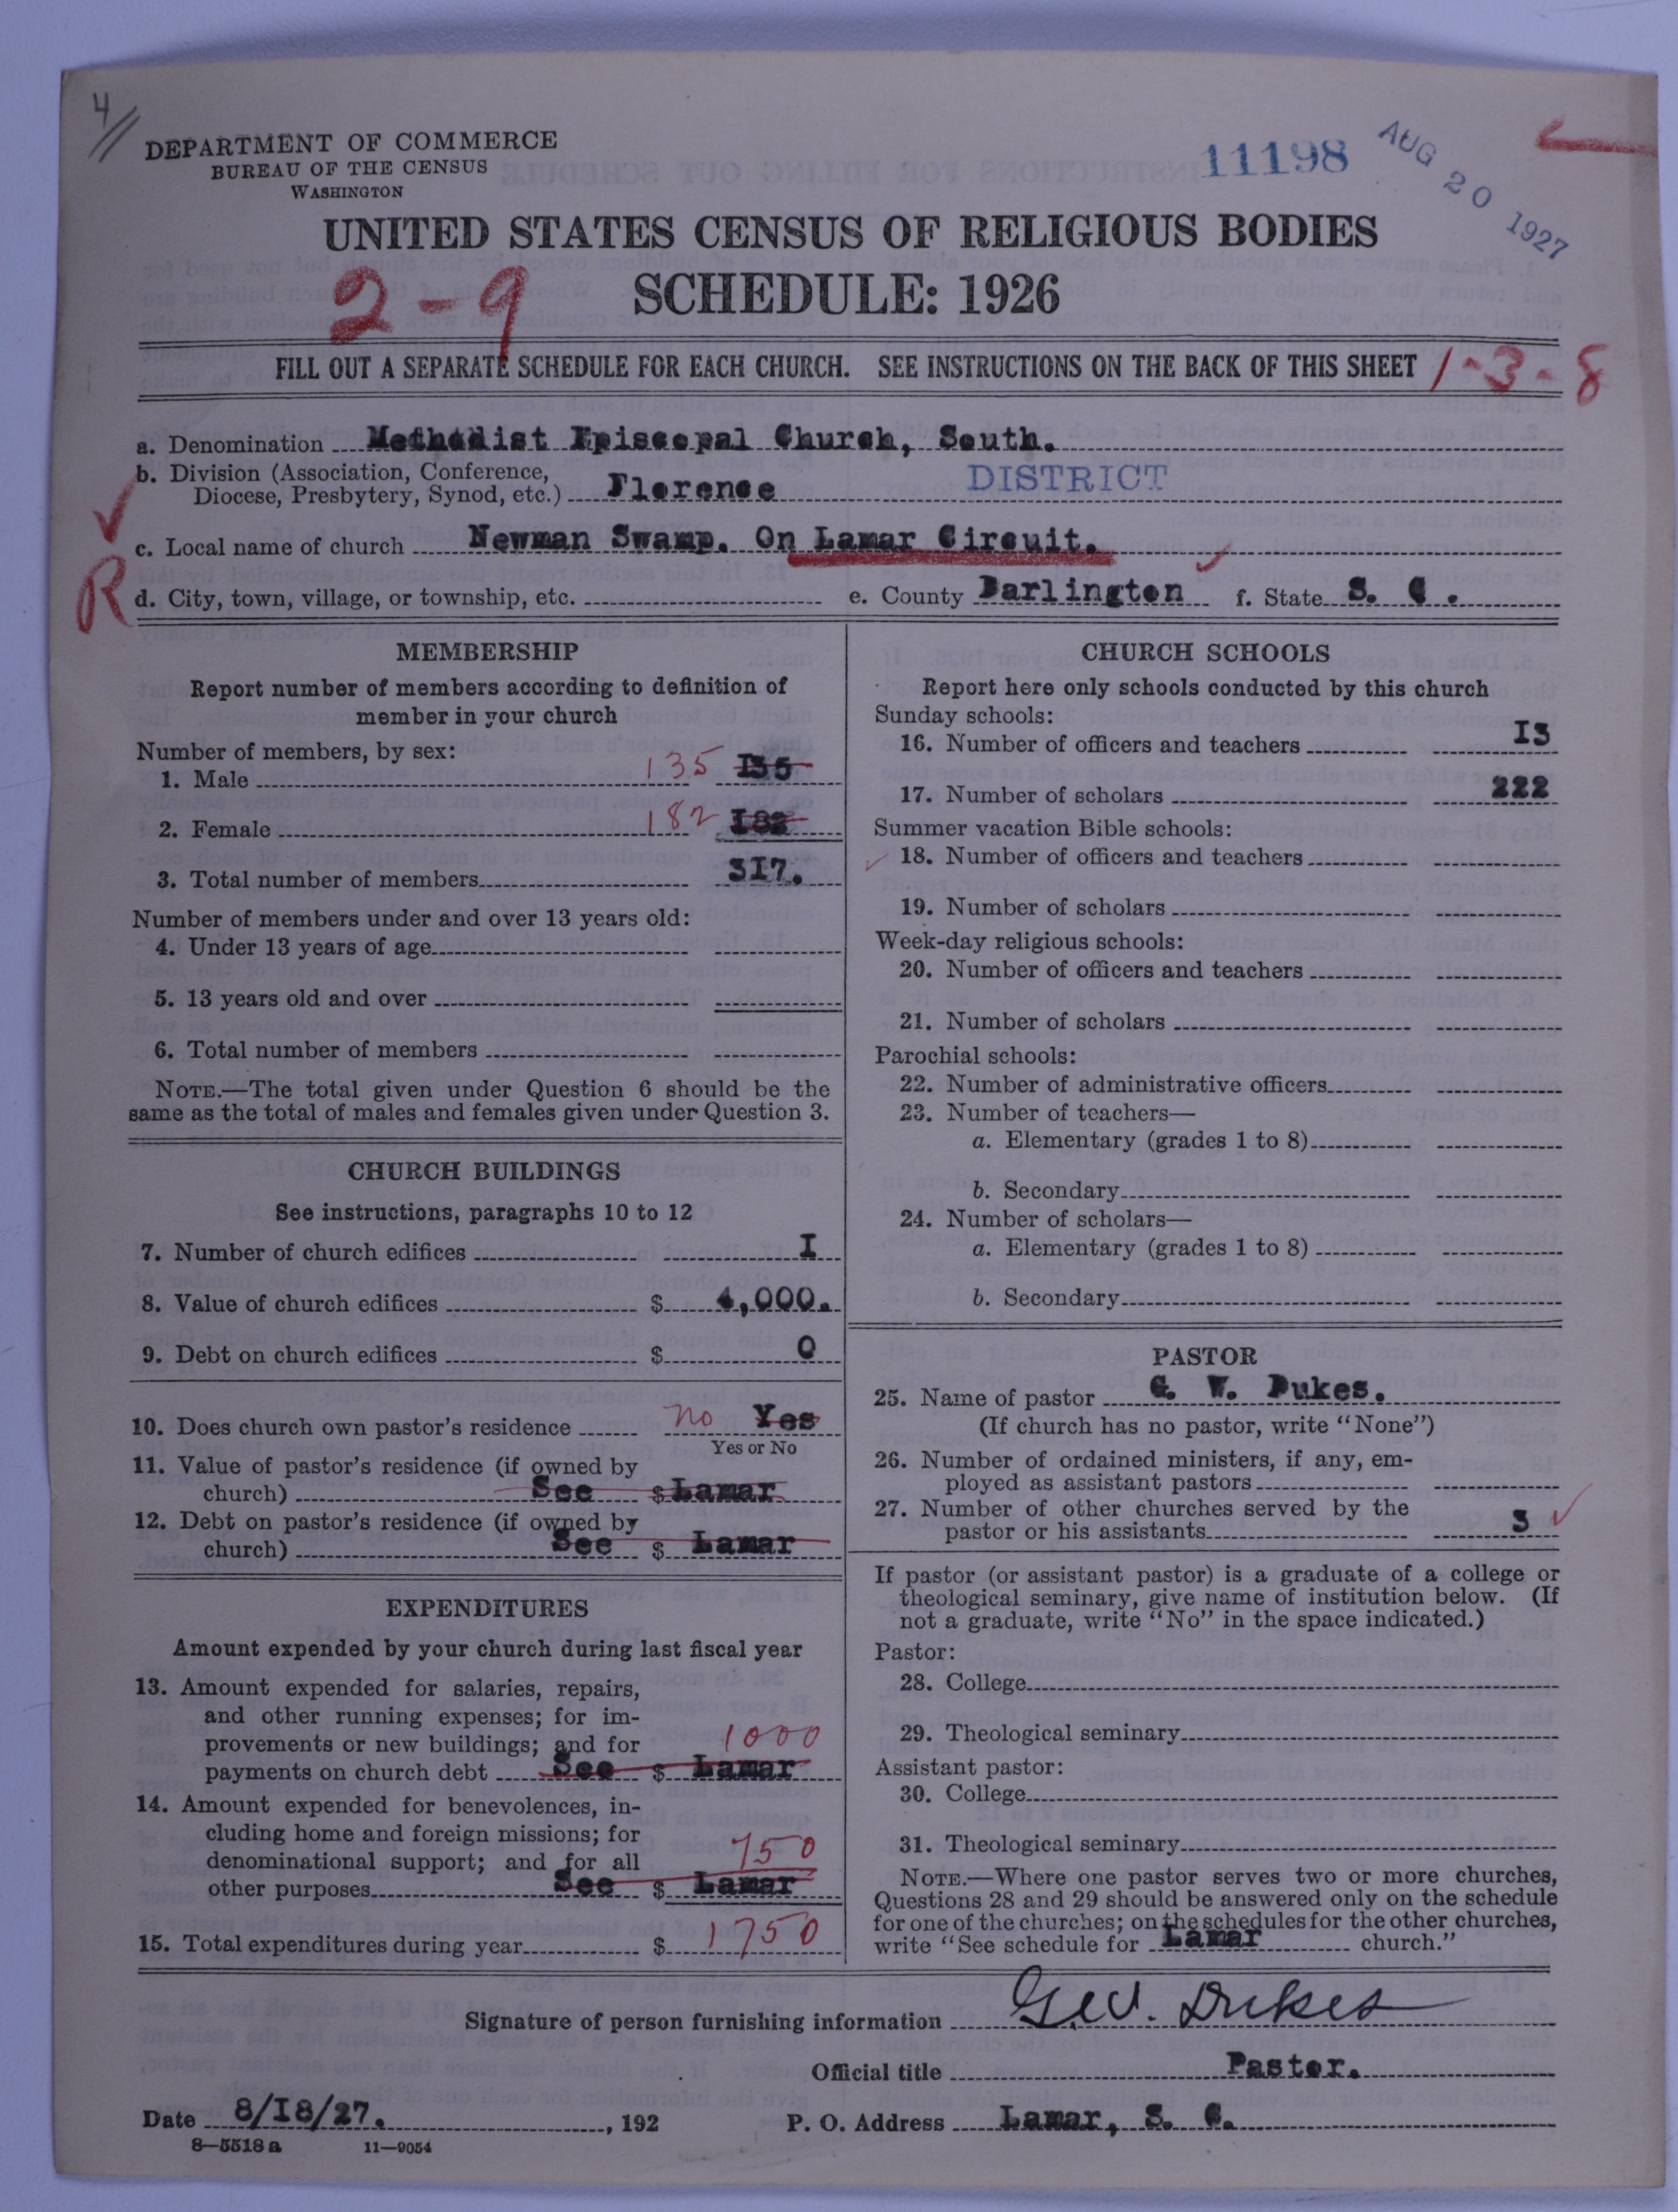 4
DEPARTMENT OF COMMERCE
BUREAU OF THE CENSUS
WASHINGTON
11198
AUG 20 1927
UNITED STATES CENSUS OF RELIGIOUS BODIES
2-9
SCHEDULE: 1926
FILL OUT A SEPARATE SCHEDULE FOR EACH CHURCH. SEE INSTRUCTIONS ON THE BACK OF THIS SHEET
1-3-8
a. Denomination Methodist Episcopal Church, South.
b. Division (Association, Conference,
Diocese, Presbytery, Synod, etc.) Florence DISTRICT
c. Local name of church Newman Swamp. On Lamar Circuit.
R
d. City, town, village, or township, etc. e. County Darlington f. State S. C.
MEMBERSHIP
Report number of members according to definition of
member in your church
Number of members, by sex:
1. Male 135 I35
2. Female 182 I82
3. Total number of members 3I7.
Number of members under and over 13 years old:
4. Under 13 years of age
5. 13 years old and over
6. Total number of members
NOTE.—The total given under Question 6 should be the
same as the total of males and females given under Question 3.
CHURCH BUILDINGS
See instructions, paragraphs 10 to 12
7. Number of church edifices I
8. Value of church edifices $ 4,000.
9. Debt on church edifices $ 0
10. Does church own pastor's residence no Yes
Yes or No
11. Value of pastor's residence (if owned by
church) See $ Lamar
12. Debt on pastor's residence (if owned by
church) See $ Lamar
EXPENDITURES
Amount expended by your church during last fiscal year
13. Amount expended for salaries, repairs,
and other running expenses; for im-
provements or new buildings; and for 1000
payments on church debt See $ Lamar
14. Amount expended for benevolences, in-
cluding home and foreign missions; for
denominational support; and for all 750
other purposes See $ Lamar
15. Total expenditures during year $ 1750
CHURCH SCHOOLS
Report here only schools conducted by this church
Sunday schools:
16. Number of officers and teachers I3
17. Number of scholars 222
Summer vacation Bible schools:
18. Number of officers and teachers
19. Number of scholars
Week-day religious schools:
20. Number of officers and teachers
21. Number of scholars
Parochial schools:
22. Number of administrative officers
23. Number of teachers—
a. Elementary (grades 1 to 8)
b. Secondary
24. Number of scholars—
a. Elementary (grades 1 to 8)
b. Secondary
PASTOR
25. Name of pastor G. W. Dukes.
(If church has no pastor, write "None")
26. Number of ordained ministers, if any, em-
ployed as assistant pastors
27. Number of other churches served by the
pastor or his assistants 3
If pastor (or assistant pastor) is a graduate of a college or
theological seminary, give name of institution below. (If
not a graduate, write "No" in the space indicated.)
Pastor:
28. College
29. Theological seminary
Assistant pastor:
30. College
31. Theological seminary
NOTE.—Where one pastor serves two or more churches,
Questions 28 and 29 should be answered only on the schedule
for one of the churches; on the schedules for the other churches,
write "See schedule for Lamar church."
Signature of person furnishing information Geo. Dukes
Official title Pastor.
Date 8/I8/27. , 192 P. O. Address Lamar, S. C.
8—5518 a 11—9054